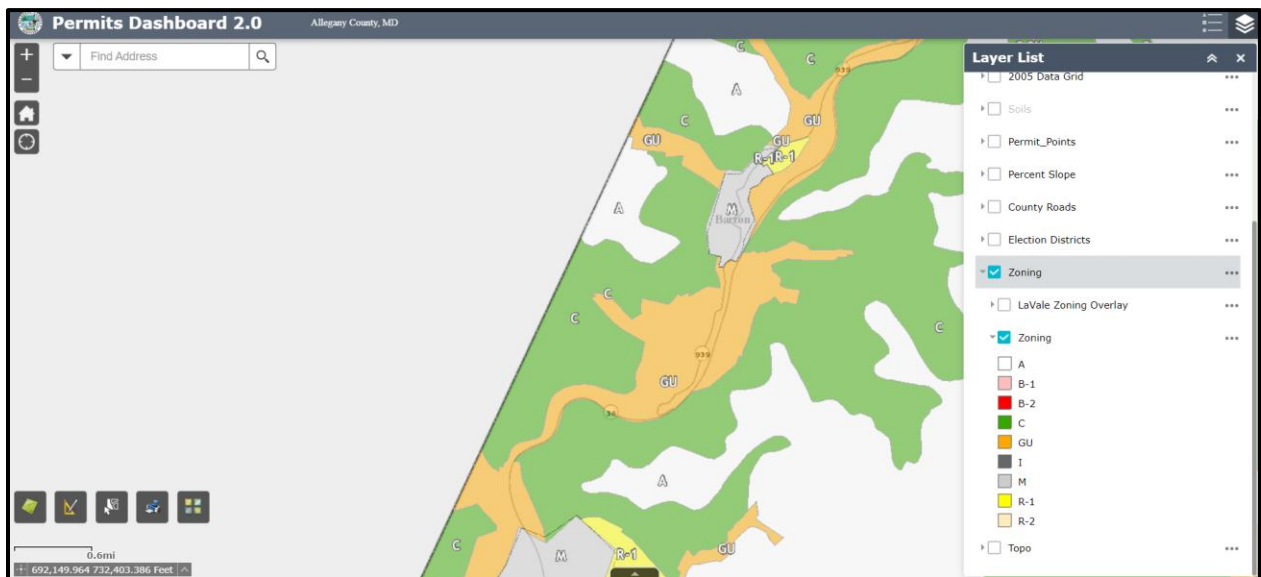 Permits Dashboard 2.0
Allegany County, MD
Find Address
Layer List
2005 Data Grid
Soils
Permit_Points
Percent Slope
County Roads
Election Districts
Zoning
LaVale Zoning Overlay
Zoning
A
B-1
B-2
C
GU
I
M
R-1
R-2
Topo
C
C
939
A
GU
C
GU
GU
R-1
R-1
A
M
Barton
C
C
C
939
GU
36
A
C
M
R-1
GU
0.6mi
692,149.964 732,403.386 Feet